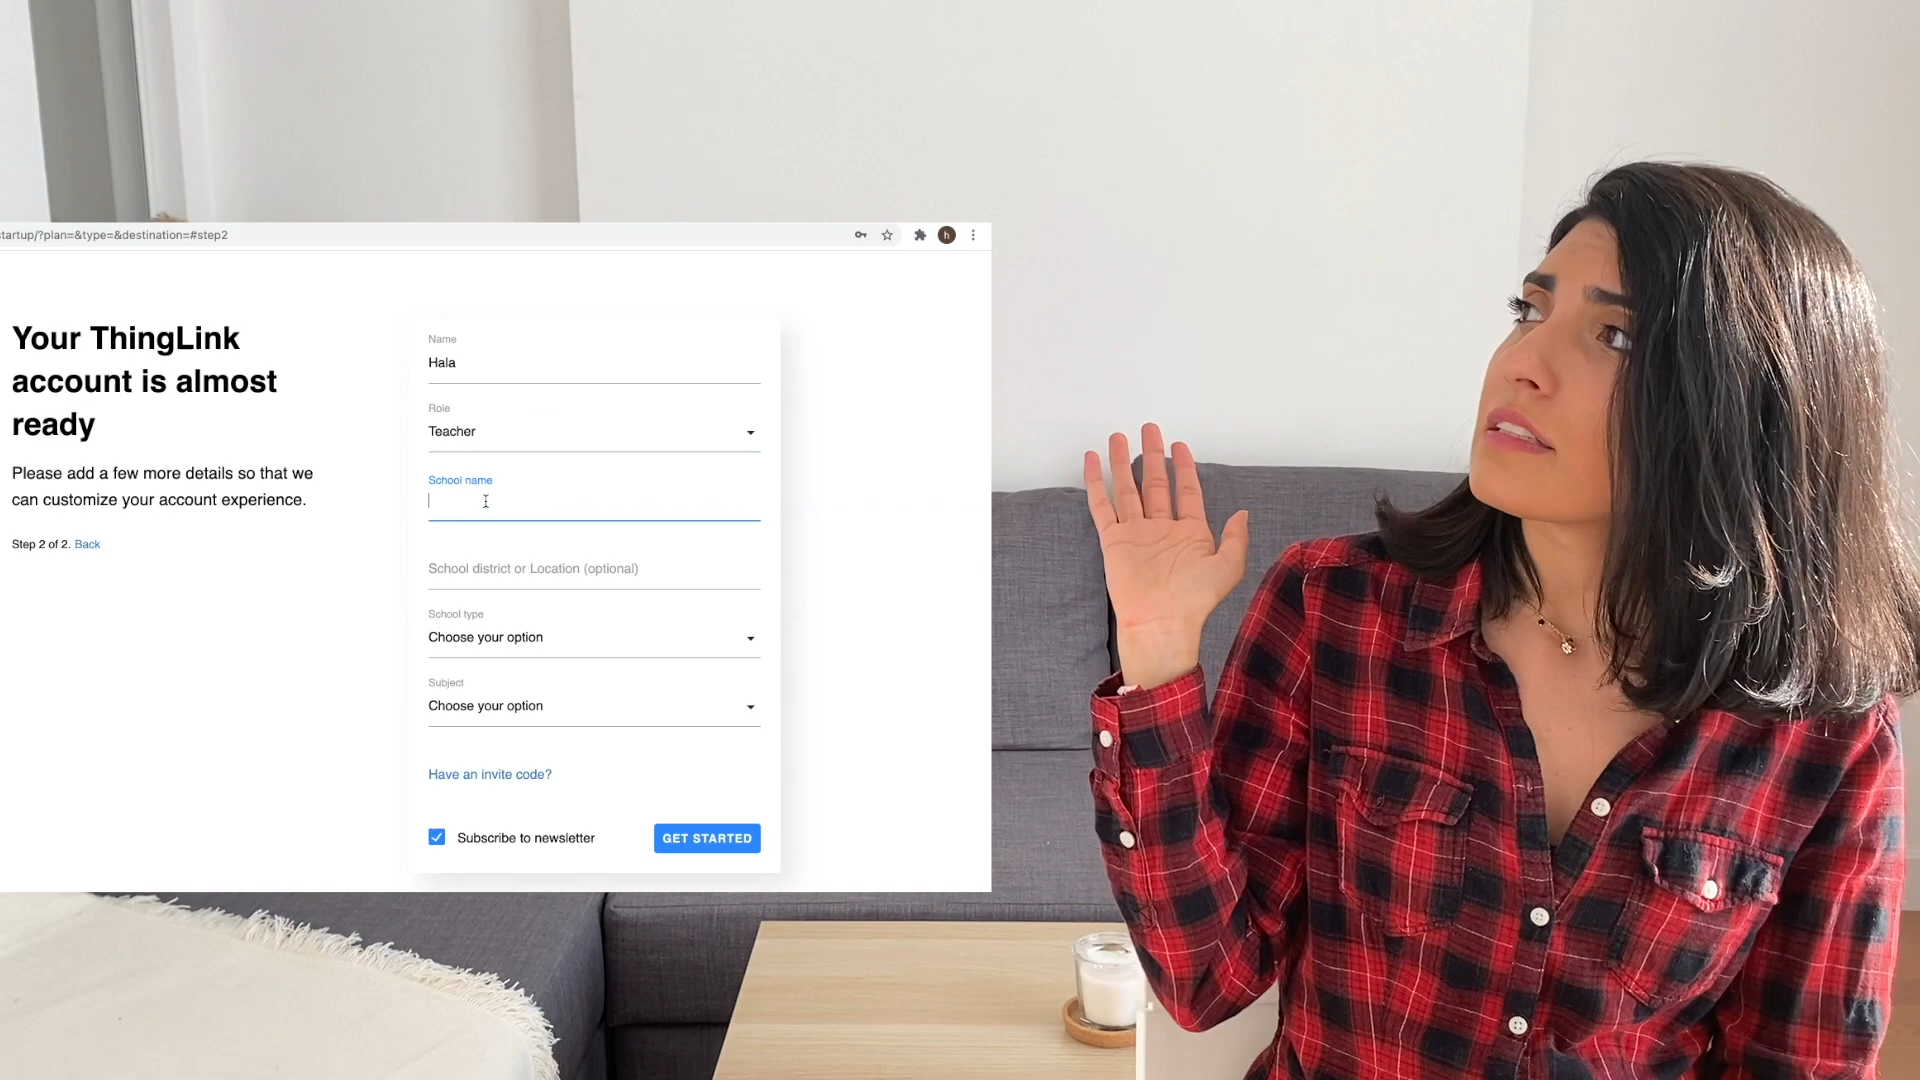 startup/?plan=&type=&destination=#step2
h
Your ThingLink
account is almost
ready
Please add a few more details so that we
can customize your account experience.
Step 2 of 2. Back
Name
Hala
Role
Teacher
School name
School district or Location (optional)
School type
Choose your option
Subject
Choose your option
Have an invite code?
Subscribe to newsletter
GET STARTED